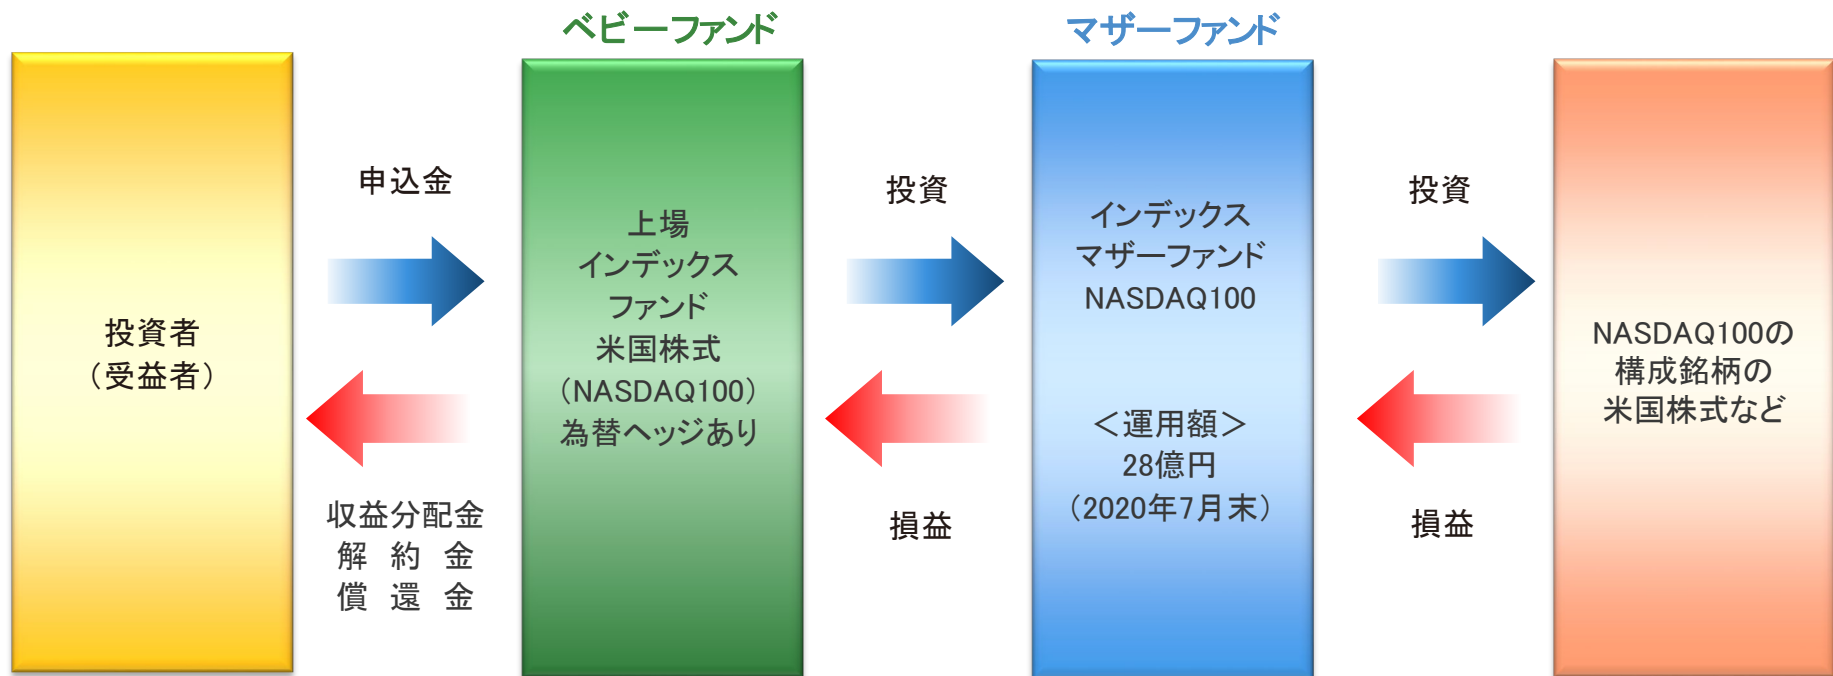 ベビーファンド
マザーファンド
投資者
（受益者）
申込金
収益分配金
解　約　金
償　還　金
上場
インデックス
ファンド
米国株式
（NASDAQ100）
為替ヘッジあり
投資
損益
インデックス
マザーファンド
NASDAQ100
＜運用額＞
28億円
（2020年7月末）
投資
損益
NASDAQ100の
構成銘柄の
米国株式など